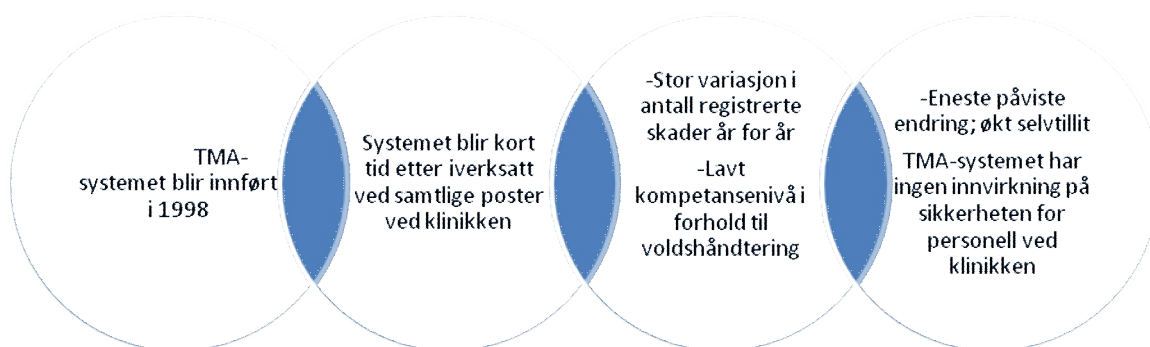 TMA-
systemet blir innført
i 1998
Systemet blir kort
tid etter iverksatt
ved samtlige poster
ved klinikken
-Stor variasjon i
antall registrerte
skader år for år
-Lavt
kompetansenivå i
forhold til
voldshåndtering
-Eneste påviste
endring; økt selvtillit
TMA-systemet har
ingen innvirkning på
sikkerheten for
personell ved
klinikken